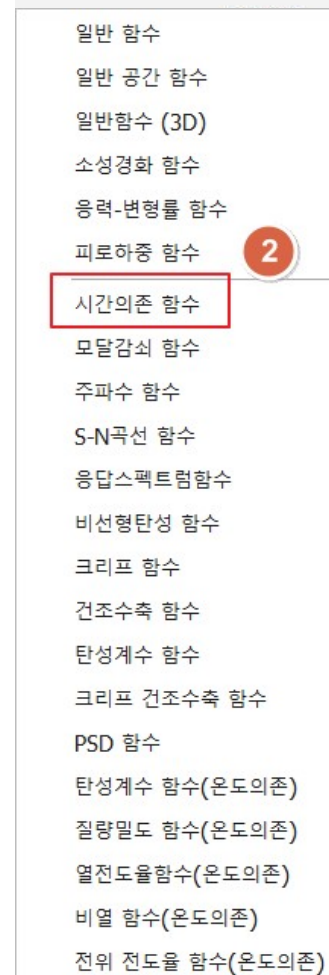 일반 함수
일반 공간 함수
일반함수 (3D)
소성경화 함수
응력-변형률 함수
피로하중 함수
2
시간의존 함수
모달감쇠 함수
주파수 함수
S-N곡선 함수
응답스펙트럼함수
비선형탄성 함수
크리프 함수
건조수축 함수
탄성계수 함수
크리프 건조수축 함수
PSD 함수
탄성계수 함수(온도의존)
질량밀도 함수(온도의존)
열전도율함수(온도의존)
비열 함수(온도의존)
전위 전도율 함수(온도의존)